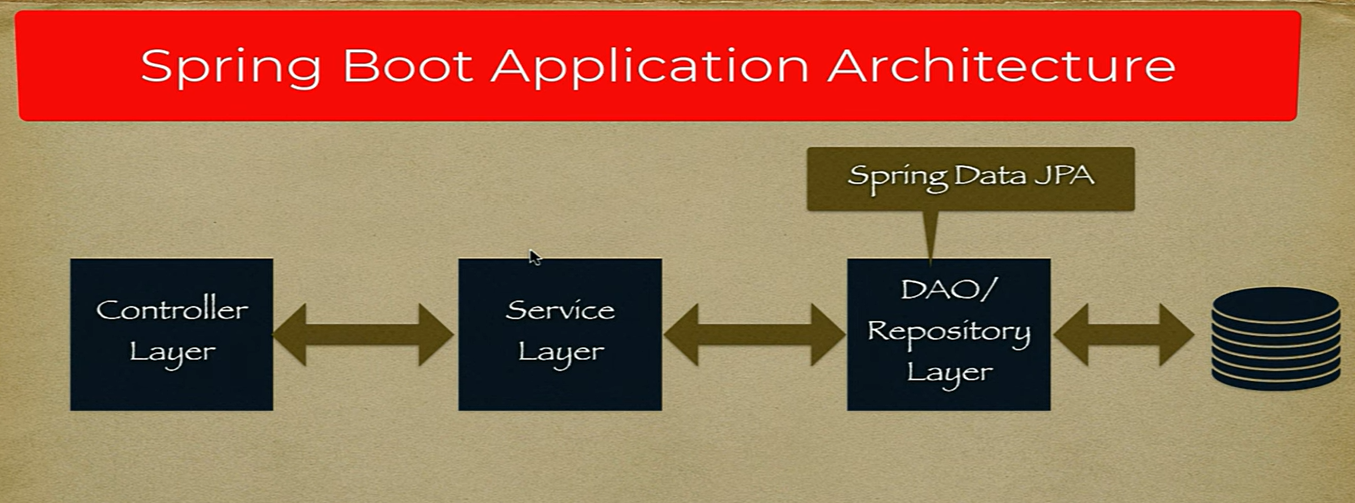 Spring Boot Application Architecture
Spring Data JPA
Controller
Layer
Service
Layer
DAO/
Repository
Layer